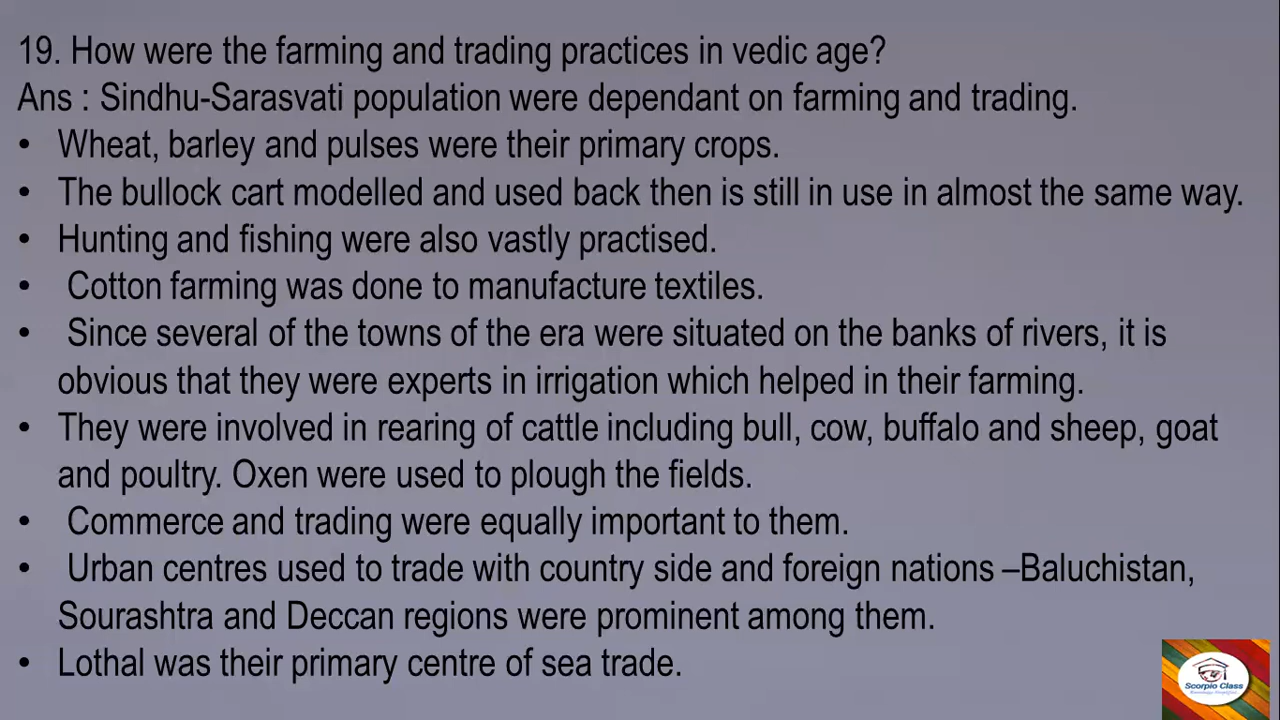 19. How were the farming and trading practices in vedic age?
Ans : Sindhu-Sarasvati population were dependant on farming and trading.
• Wheat, barley and pulses were their primary crops.
• The bullock cart modelled and used back then is still in use in almost the same way.
• Hunting and fishing were also vastly practised.
• Cotton farming was done to manufacture textiles.
• Since several of the towns of the era were situated on the banks of rivers, it is
obvious that they were experts in irrigation which helped in their farming.
• They were involved in rearing of cattle including bull, cow, buffalo and sheep, goat
and poultry. Oxen were used to plough the fields.
• Commerce and trading were equally important to them.
• Urban centres used to trade with country side and foreign nations –Baluchistan,
Sourashtra and Deccan regions were prominent among them.
• Lothal was their primary centre of sea trade.
Scorpio Class